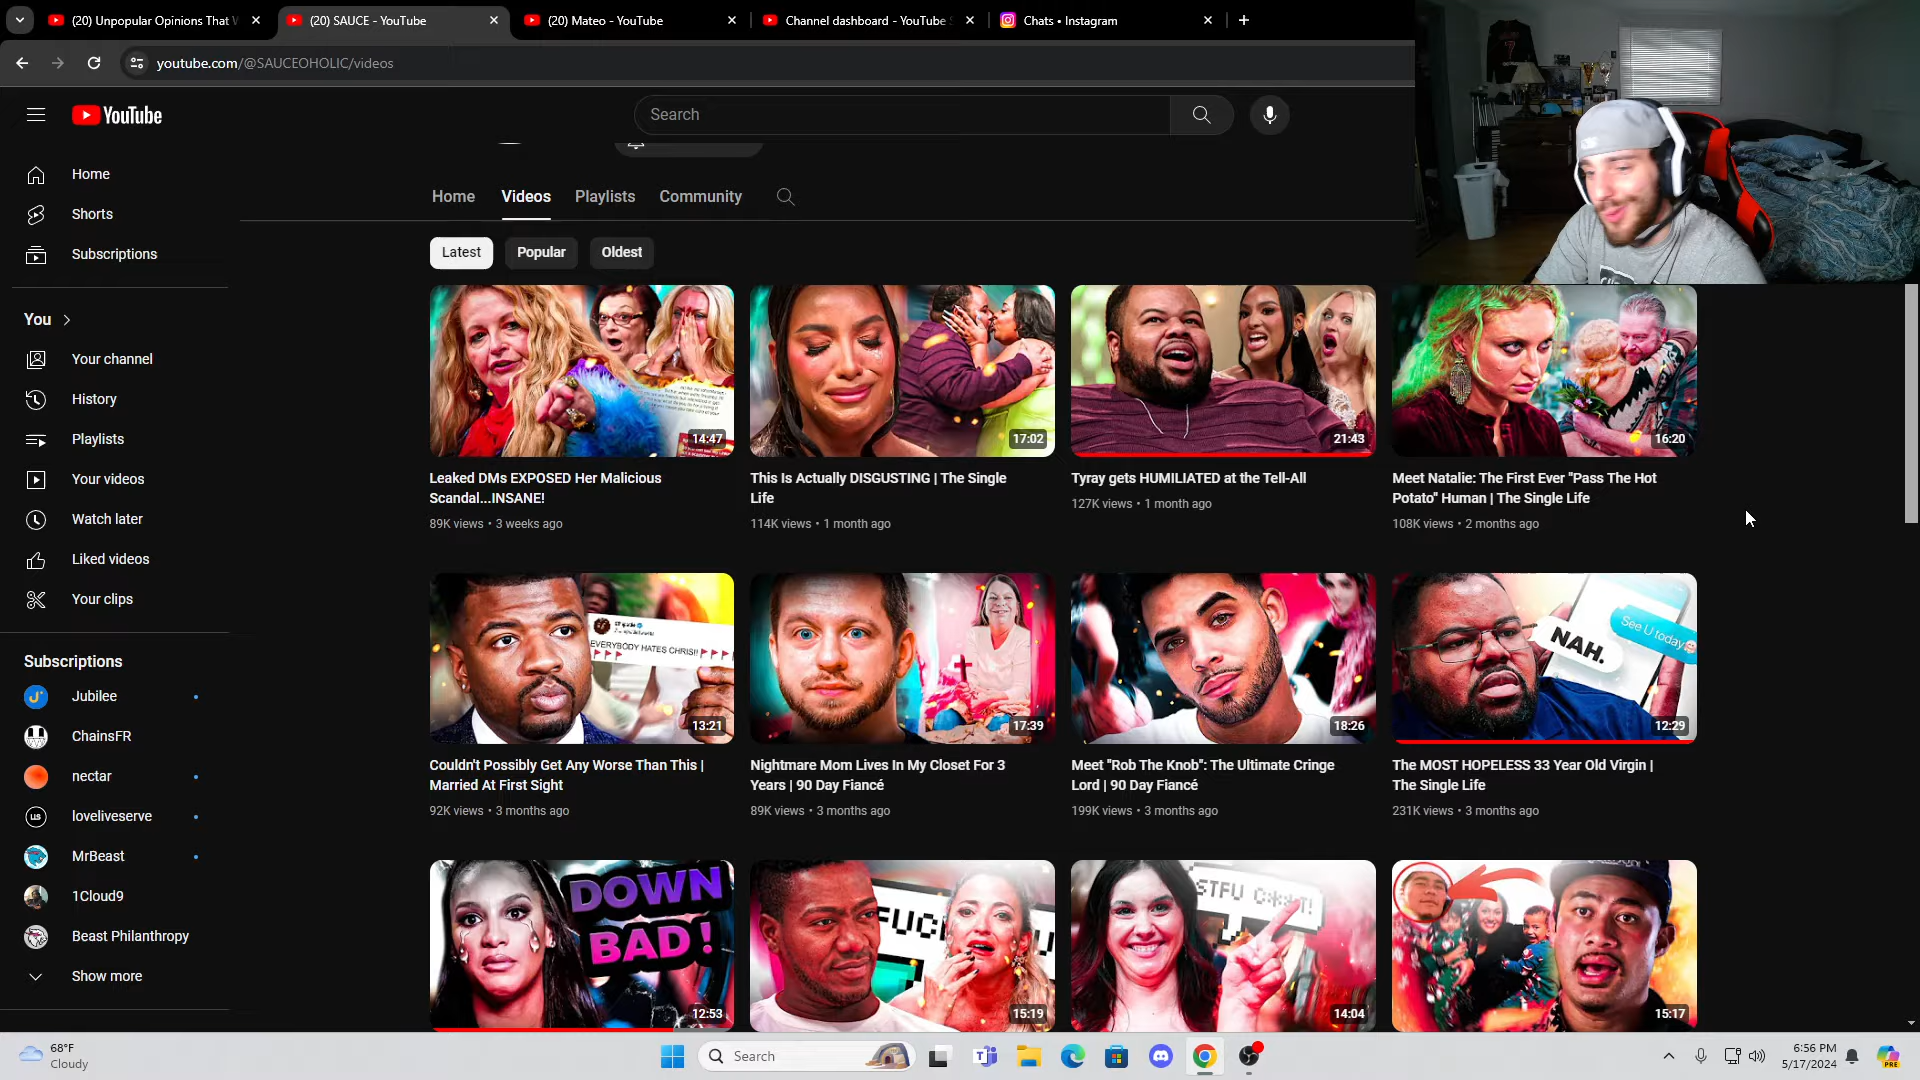 (20) Unpopular Opinions That
(20) SAUCE - YouTube
(20) Mateo - YouTube
Channel dashboard - YouTube
Chats • Instagram
youtube.com/@SAUCEOHOLIC/videos
YouTube
Search
Home
Shorts
Subscriptions
You
Your channel
History
Playlists
Your videos
Watch later
Liked videos
Your clips
Subscriptions
Jubilee
ChainsFR
nectar
loveliveserve
MrBeast
1Cloud9
Beast Philanthropy
Show more
Home Videos Playlists Community
Latest Popular Oldest
14:47
17:02
21:43
16:20
Leaked DMs EXPOSED Her Malicious
Scandal...INSANE!
89K views • 3 weeks ago
This Is Actually DISGUSTING | The Single
Life
114K views • 1 month ago
Tyray gets HUMILIATED at the Tell-All
127K views • 1 month ago
Meet Natalie: The First Ever "Pass The Hot
Potato" Human | The Single Life
108K views • 2 months ago
EVERYBODY HATES CHRIS!!
13:21
17:39
18:26
NAH.
See U today
12:29
Couldn't Possibly Get Any Worse Than This |
Married At First Sight
92K views • 3 months ago
Nightmare Mom Lives In My Closet For 3
Years | 90 Day Fiancé
89K views • 3 months ago
Meet "Rob The Knob": The Ultimate Cringe
Lord | 90 Day Fiancé
199K views • 3 months ago
The MOST HOPELESS 33 Year Old Virgin |
The Single Life
231K views • 3 months ago
DOWN
BAD!
12:53
FUC
U
15:19
STFU C**T!
14:04
15:17
68°F
Cloudy
Search
6:56 PM
5/17/2024
PRE